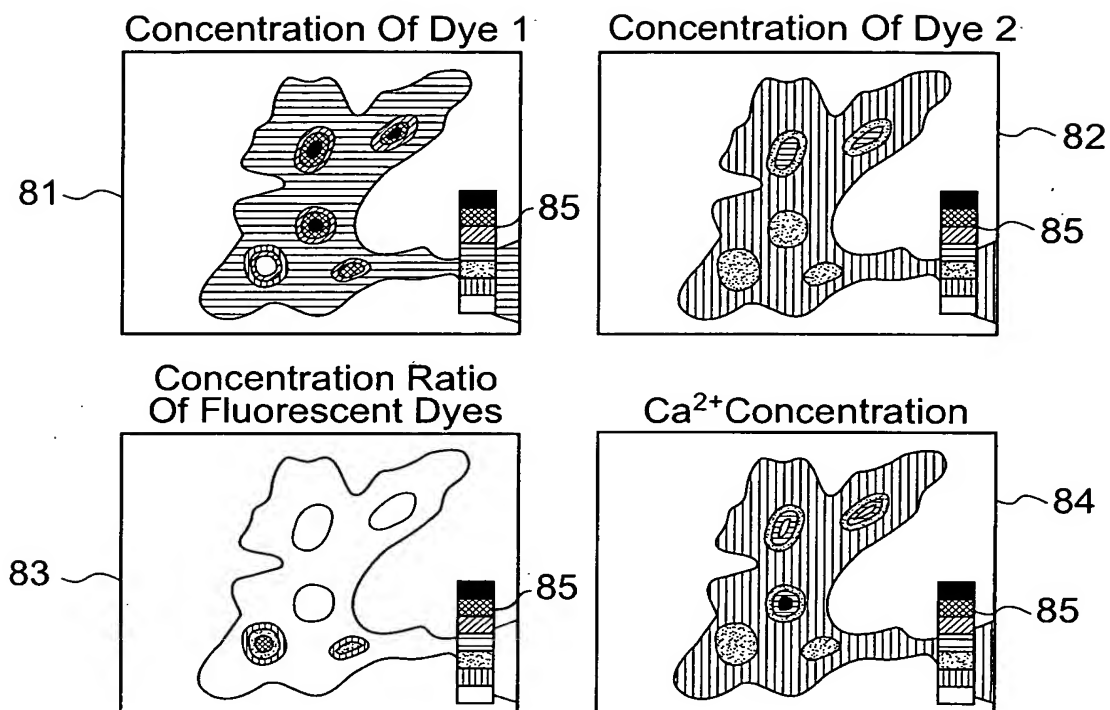 Concentration Of Dye 1
Concentration Of Dye 2
81
85
82
85
Concentration Ratio
Of Fluorescent Dyes
Ca²⁺ Concentration
83
85
84
85